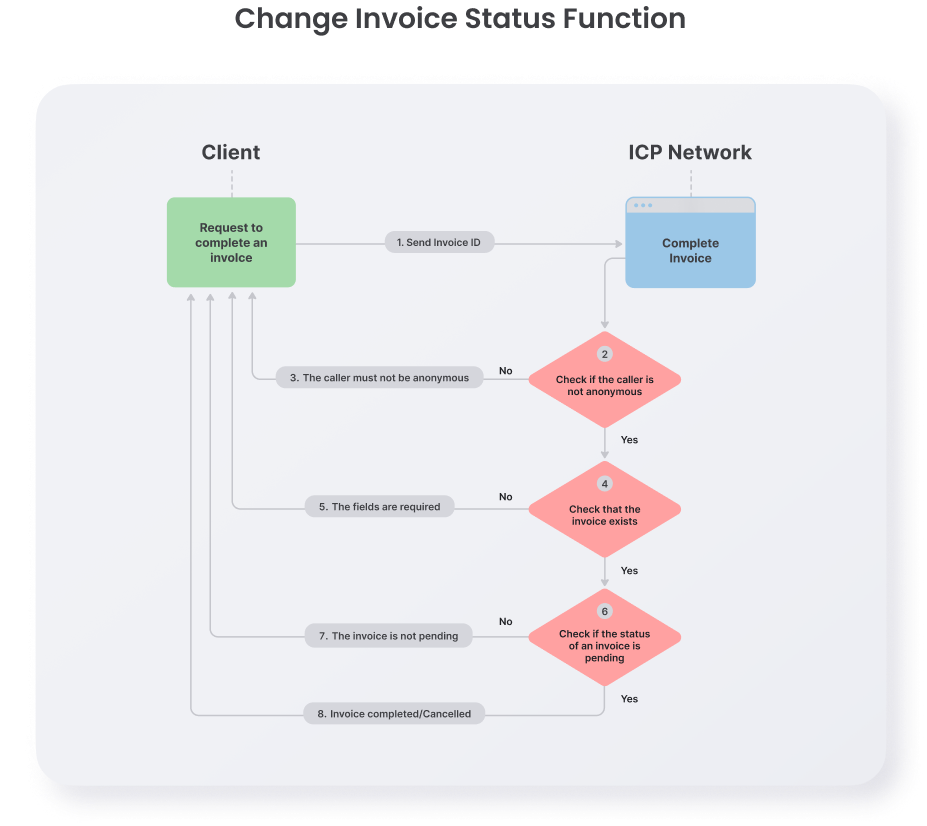 Change Invoice Status Function
Client
ICP Network
Request to
complete an
involce
1. Send Invoice ID
Complete
Invoice
2
Check if the caller is
not anonymous
No
3. The caller must not be anonymous
Yes
4
Check that the
invoice exists
No
5. The fields are required
Yes
6
Check if the status
of an invoice is
pending
No
7. The invoice is not pending
Yes
8. Invoice completed/Cancelled